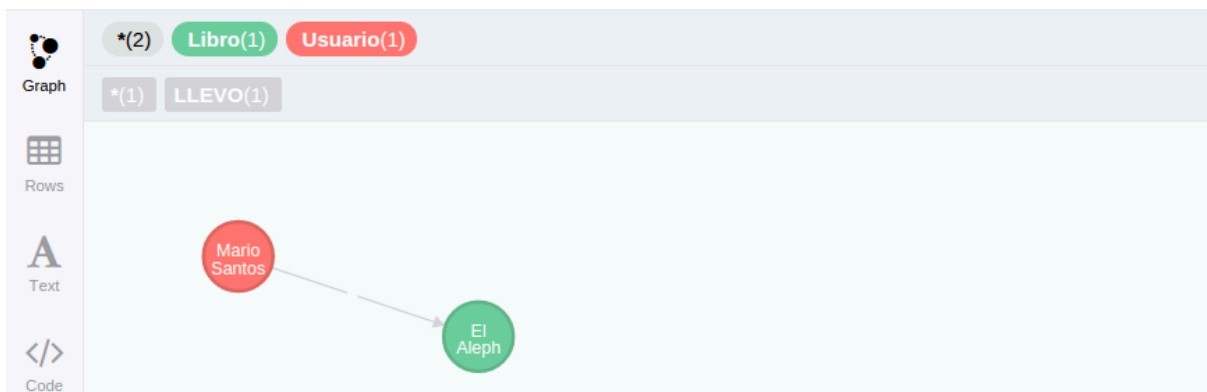 *(2) Libro(1) Usuario(1)
Graph
*(1) LLEVO(1)
Rows
A
Text
</>
Code
Mario
Santos
El
Aleph